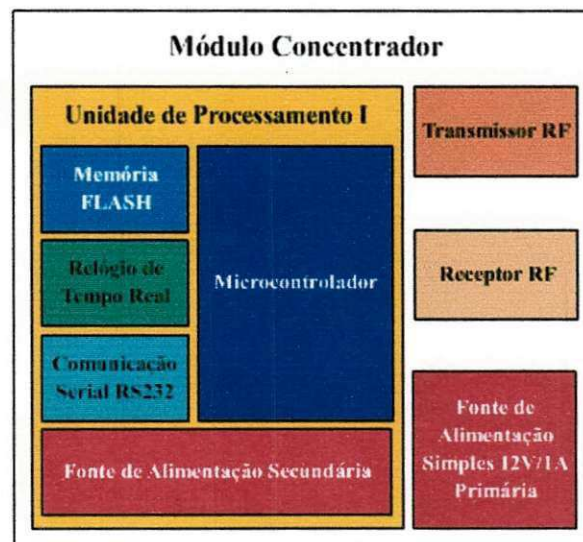 Módulo Concentrador
Unidade de Processamento I
Memória
FLASH
Relógio de
Tempo Real
Comunicação
Serial RS232
Microcontrolador
Fonte de Alimentação Secundária
Transmissor RF
Receptor RF
Fonte de
Alimentação
Simples 12V/1A
Primária